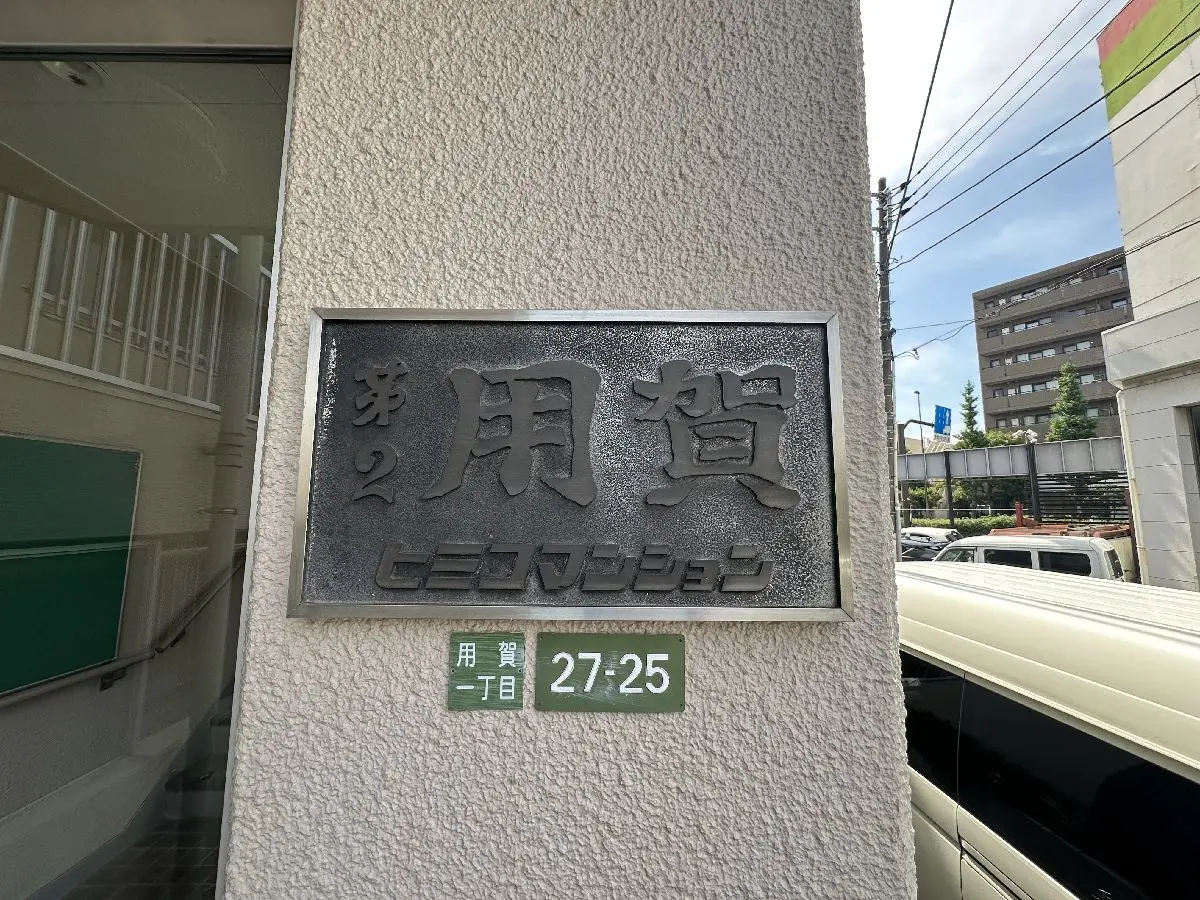 第2 用賀
ヒミコマンション
用賀
一丁目
27-25